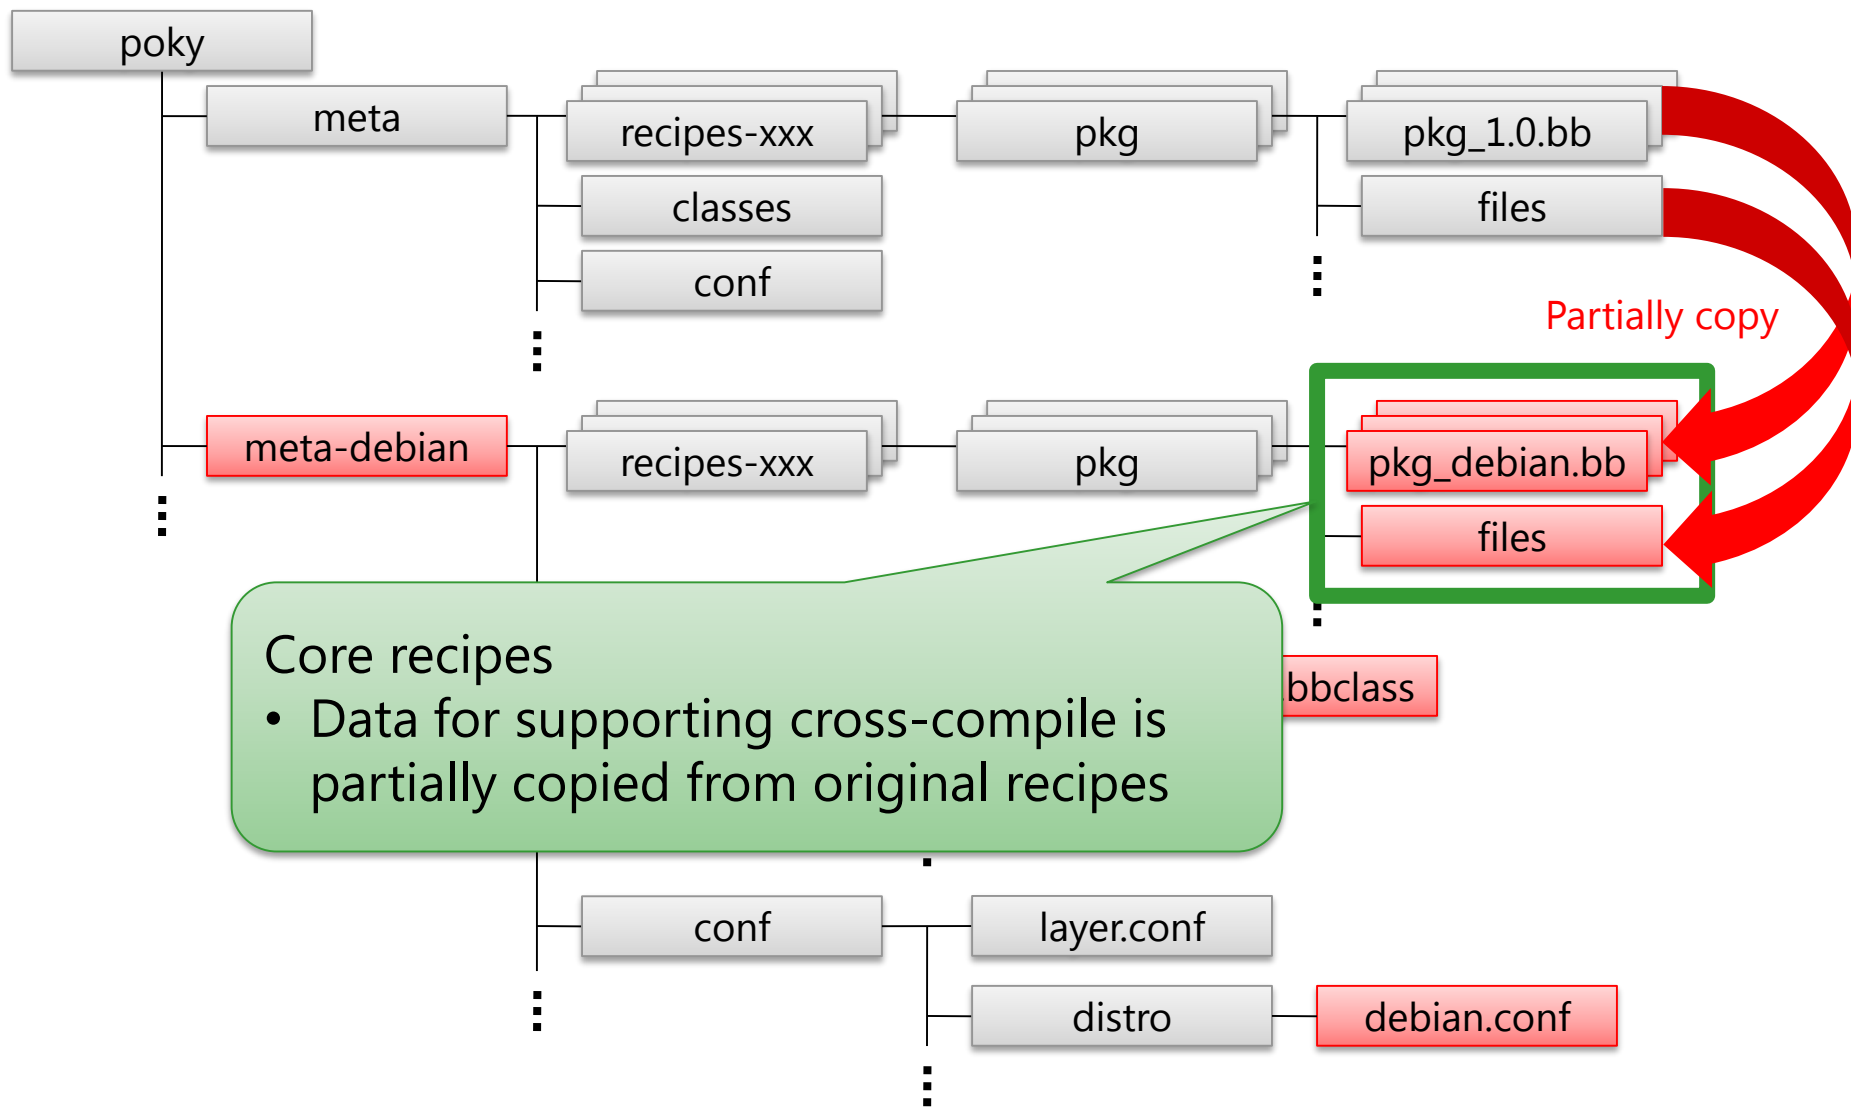 poky
meta
recipes-xxx
pkg
pkg_1.0.bb
classes
files
conf
Partially copy
meta-debian
recipes-xxx
pkg
pkg_debian.bb
files
Core recipes
• Data for supporting cross-compile is
partially copied from original recipes
.bbclass
conf
layer.conf
distro
debian.conf